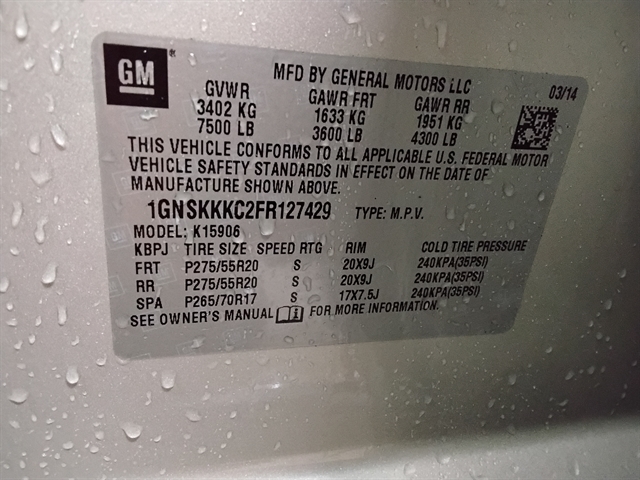 GM ®
MFD BY GENERAL MOTORS LLC
03/14
GVWR GAWR FRT GAWR RR
3402 KG 1633 KG 1951 KG
7500 LB 3600 LB 4300 LB
THIS VEHICLE CONFORMS TO ALL APPLICABLE U.S. FEDERAL MOTOR
VEHICLE SAFETY STANDARDS IN EFFECT ON THE DATE OF
MANUFACTURE SHOWN ABOVE.
1GNSKKKC2FR127429 TYPE: M.P.V.
MODEL: K15906
KBPJ TIRE SIZE SPEED RTG RIM COLD TIRE PRESSURE
FRT P275/55R20 S 20X9J 240KPA(35PSI)
RR P275/55R20 S 20X9J 240KPA(35PSI)
SPA P265/70R17 S 17X7.5J 240KPA(35PSI)
SEE OWNER'S MANUAL FOR MORE INFORMATION.